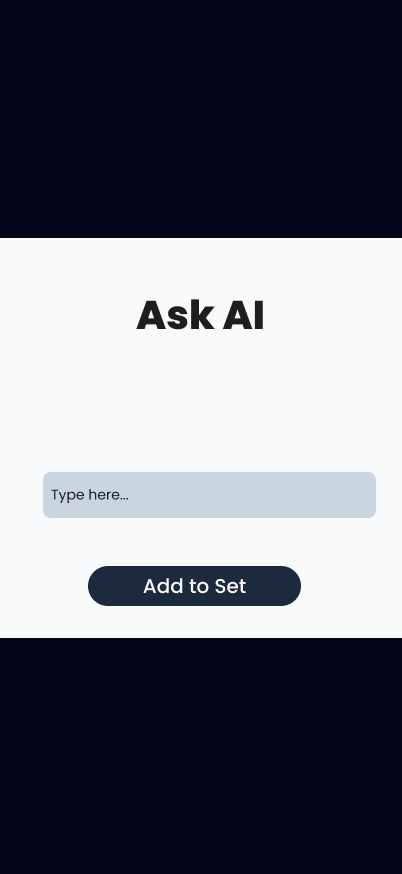 Ask AI
Type here...
Add to Set